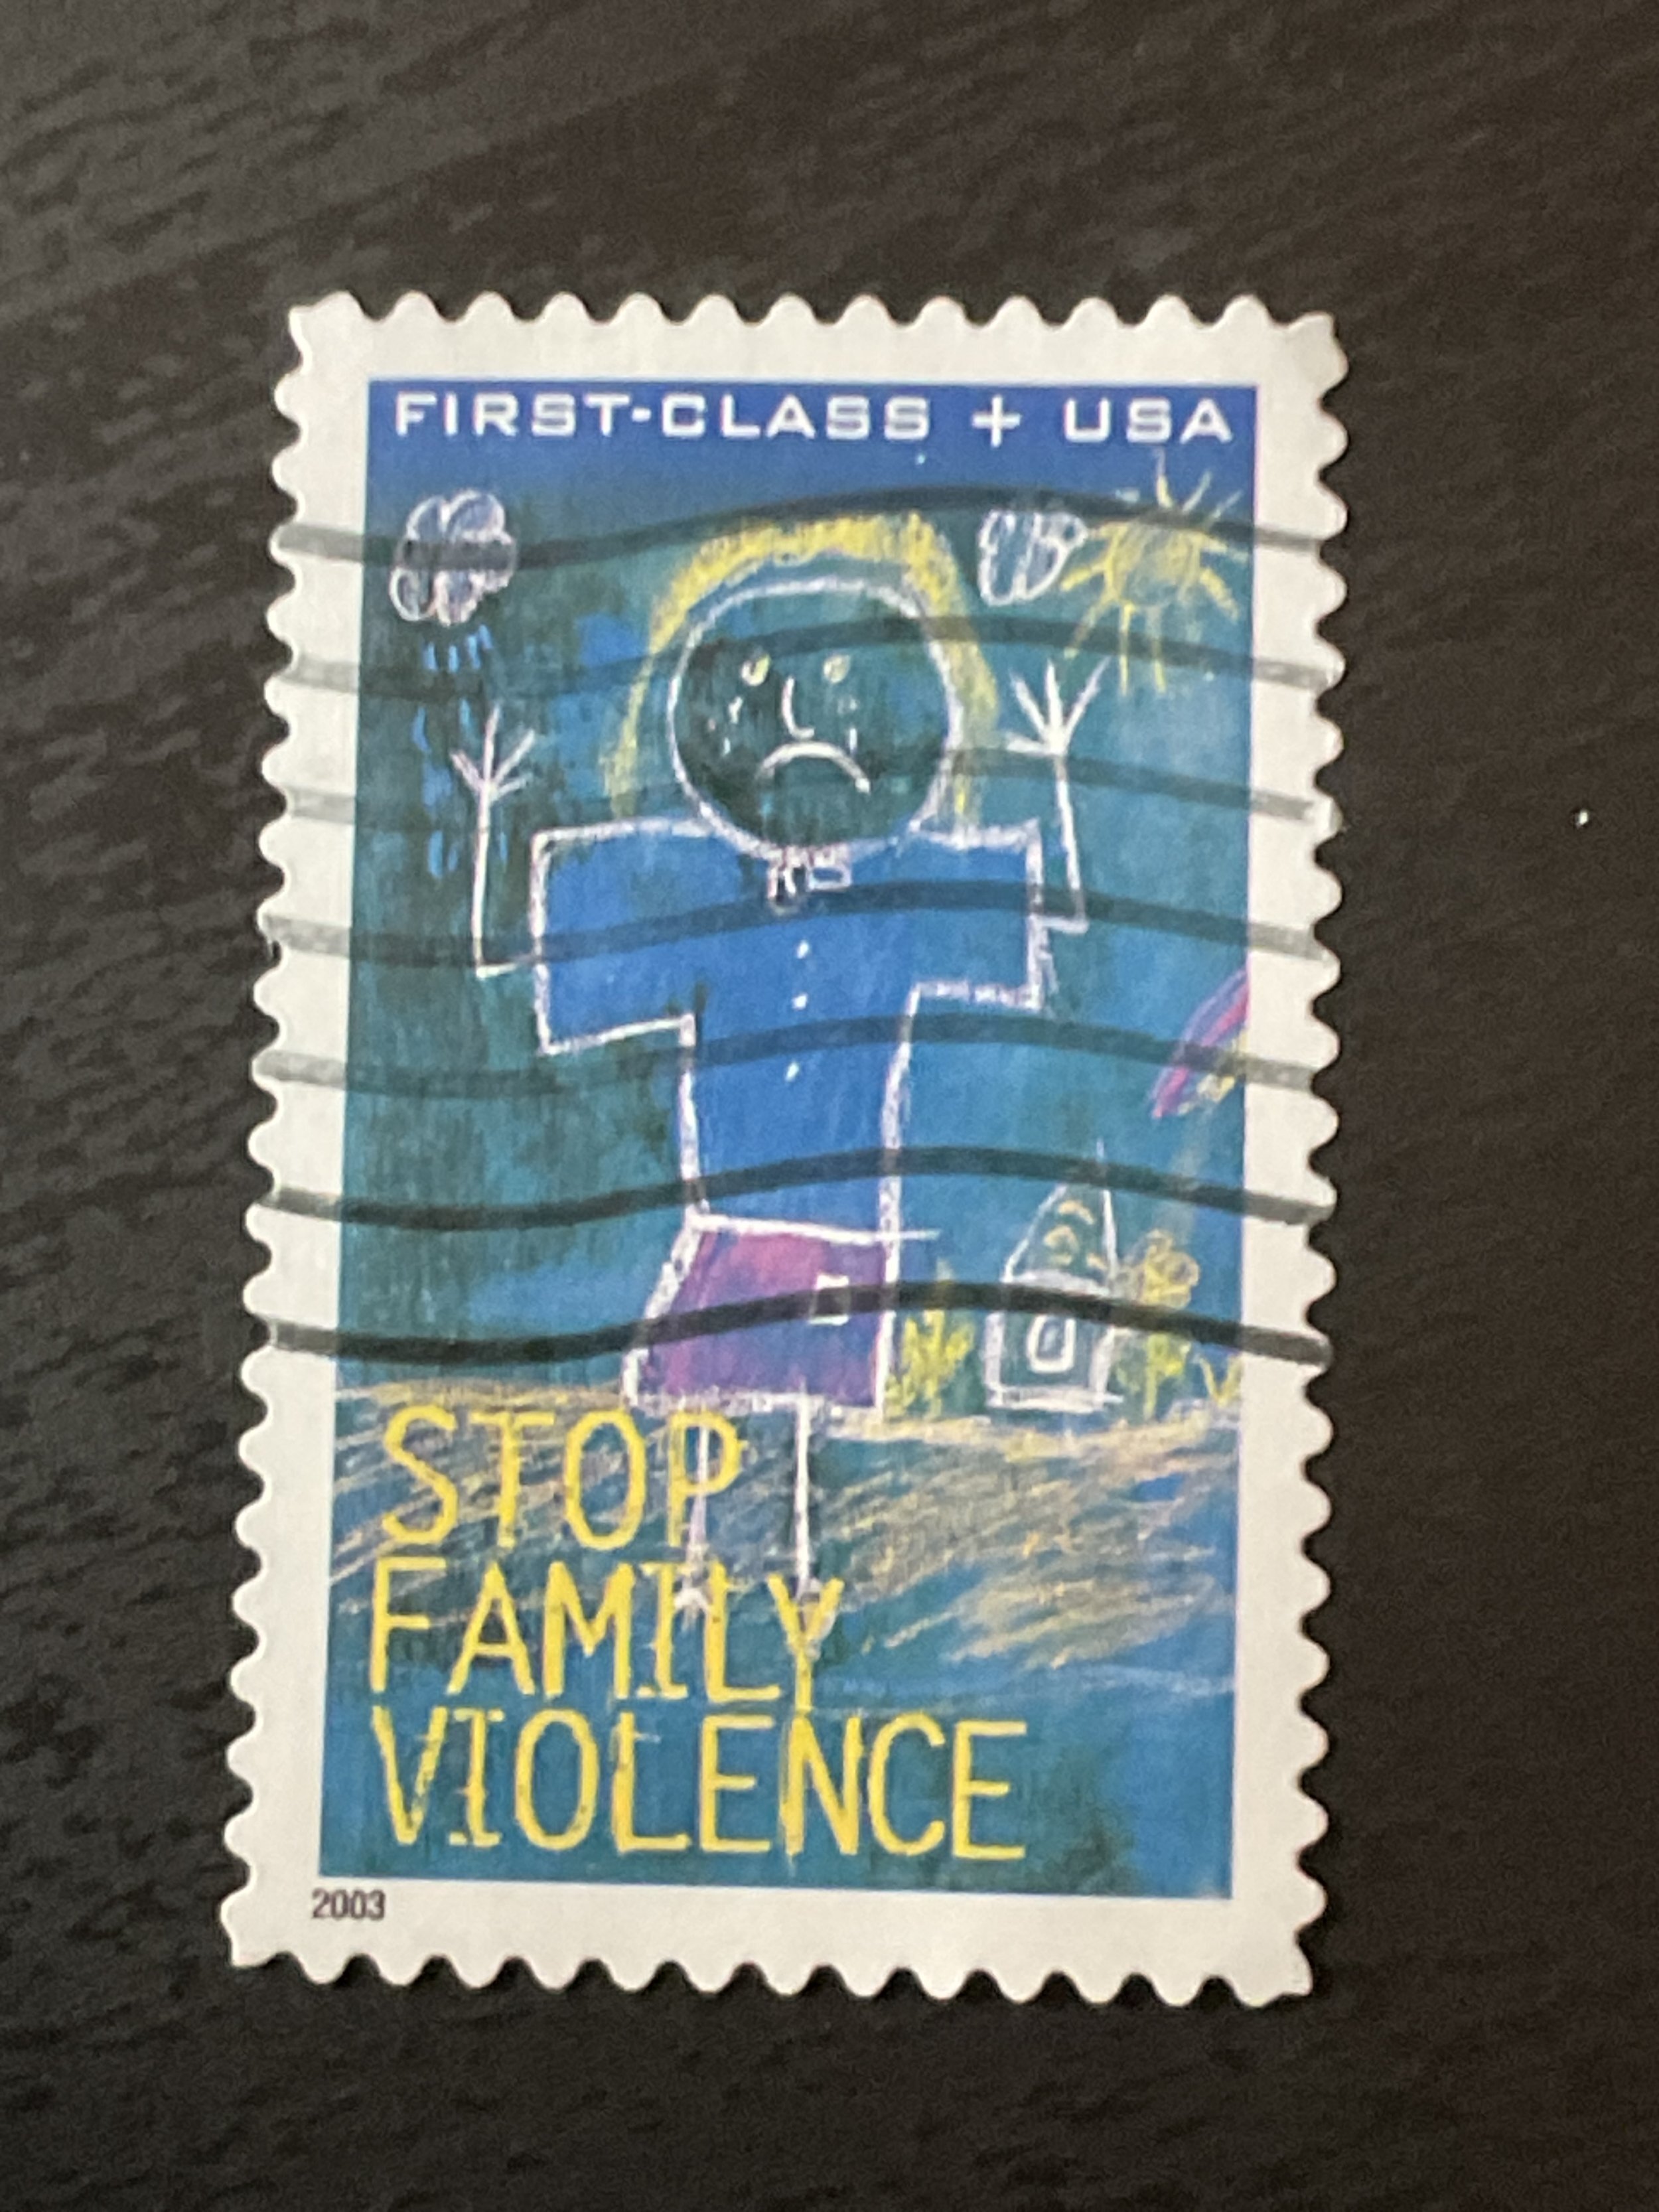 FIRST-CLASS + USA
STOP
FAMILY
VIOLENCE
2003